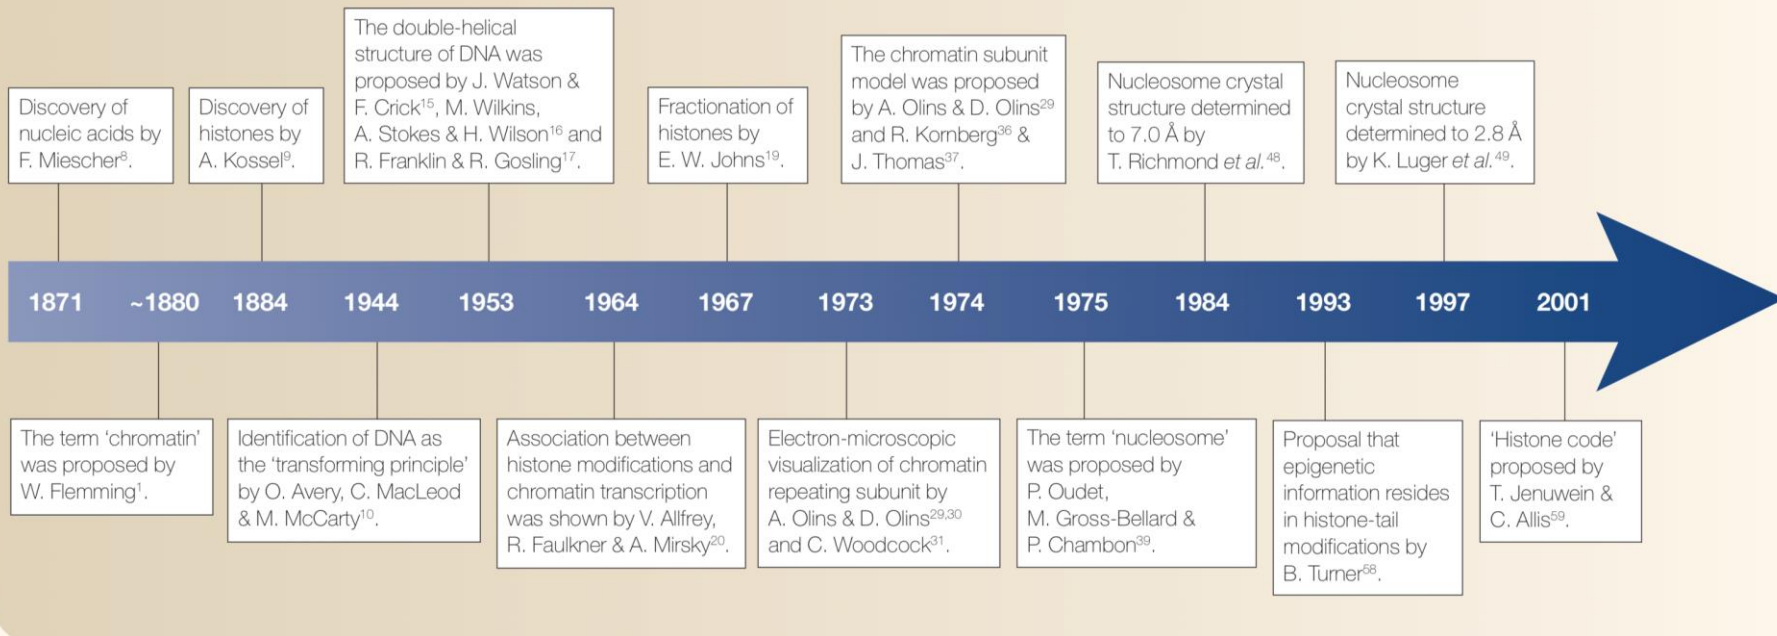 Discovery of
nucleic acids by
F. Miescher⁸.
Discovery of
histones by
A. Kossel⁹.
The double-helical
structure of DNA was
proposed by J. Watson &
F. Crick¹⁵, M. Wilkins,
A. Stokes & H. Wilson¹⁶ and
R. Franklin & R. Gosling¹⁷.
Fractionation of
histones by
E. W. Johns¹⁹.
The chromatin subunit
model was proposed
by A. Olins & D. Olins²⁹
and R. Kornberg³⁶ &
J. Thomas³⁷.
Nucleosome crystal
structure determined
to 7.0 Å by
T. Richmond et al.⁴⁸.
Nucleosome
crystal structure
determined to 2.8 Å
by K. Luger et al.⁴⁹.
1871 ~1880 1884 1944 1953 1964 1967 1973 1974 1975 1984 1993 1997 2001
The term ‘chromatin’
was proposed by
W. Flemming¹.
Identification of DNA as
the ‘transforming principle’
by O. Avery, C. MacLeod
& M. McCarty¹⁰.
Association between
histone modifications and
chromatin transcription
was shown by V. Allfrey,
R. Faulkner & A. Mirsky²⁰.
Electron-microscopic
visualization of chromatin
repeating subunit by
A. Olins & D. Olins²⁹,³⁰
and C. Woodcock³¹.
The term ‘nucleosome’
was proposed by
P. Oudet,
M. Gross-Bellard &
P. Chambon³⁹.
Proposal that
epigenetic
information resides
in histone-tail
modifications by
B. Turner⁵⁸.
‘Histone code’
proposed by
T. Jenuwein &
C. Allis⁵⁹.